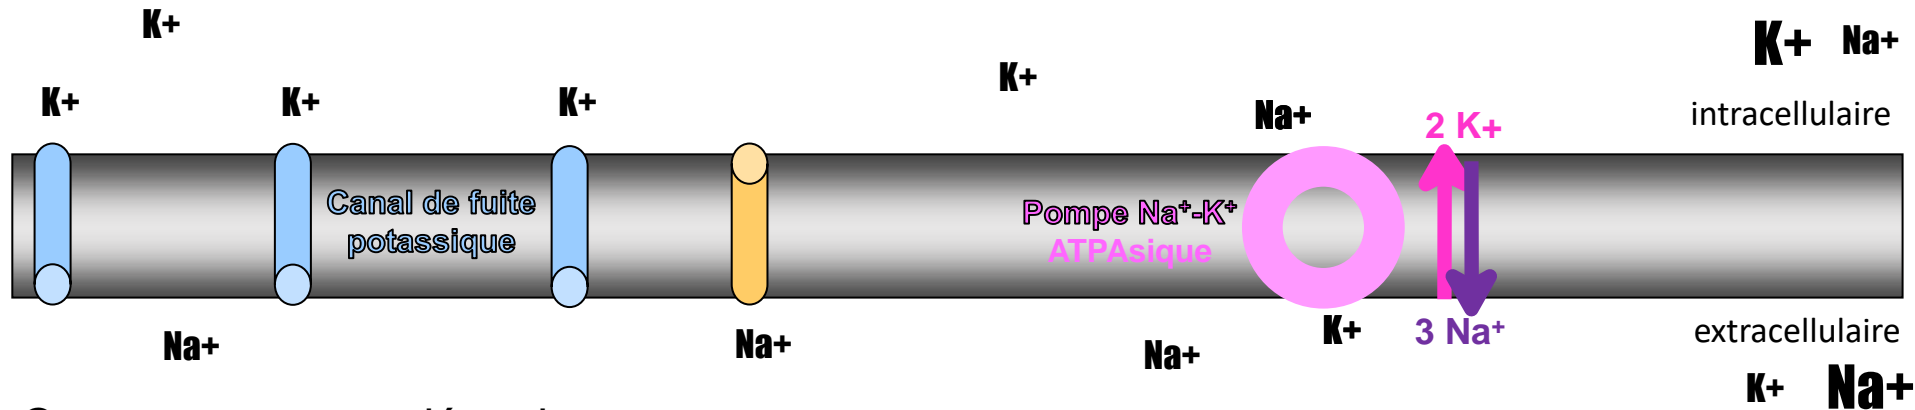 K+
K+ Na+
K+
K+ K+ K+
Na+
intracellulaire
2 K+
Canal de fuite
potassique
Pompe Na⁺-K⁺
ATPAsique
Na+
Na+
Na+
K+
3 Na⁺
extracellulaire
K+ Na+